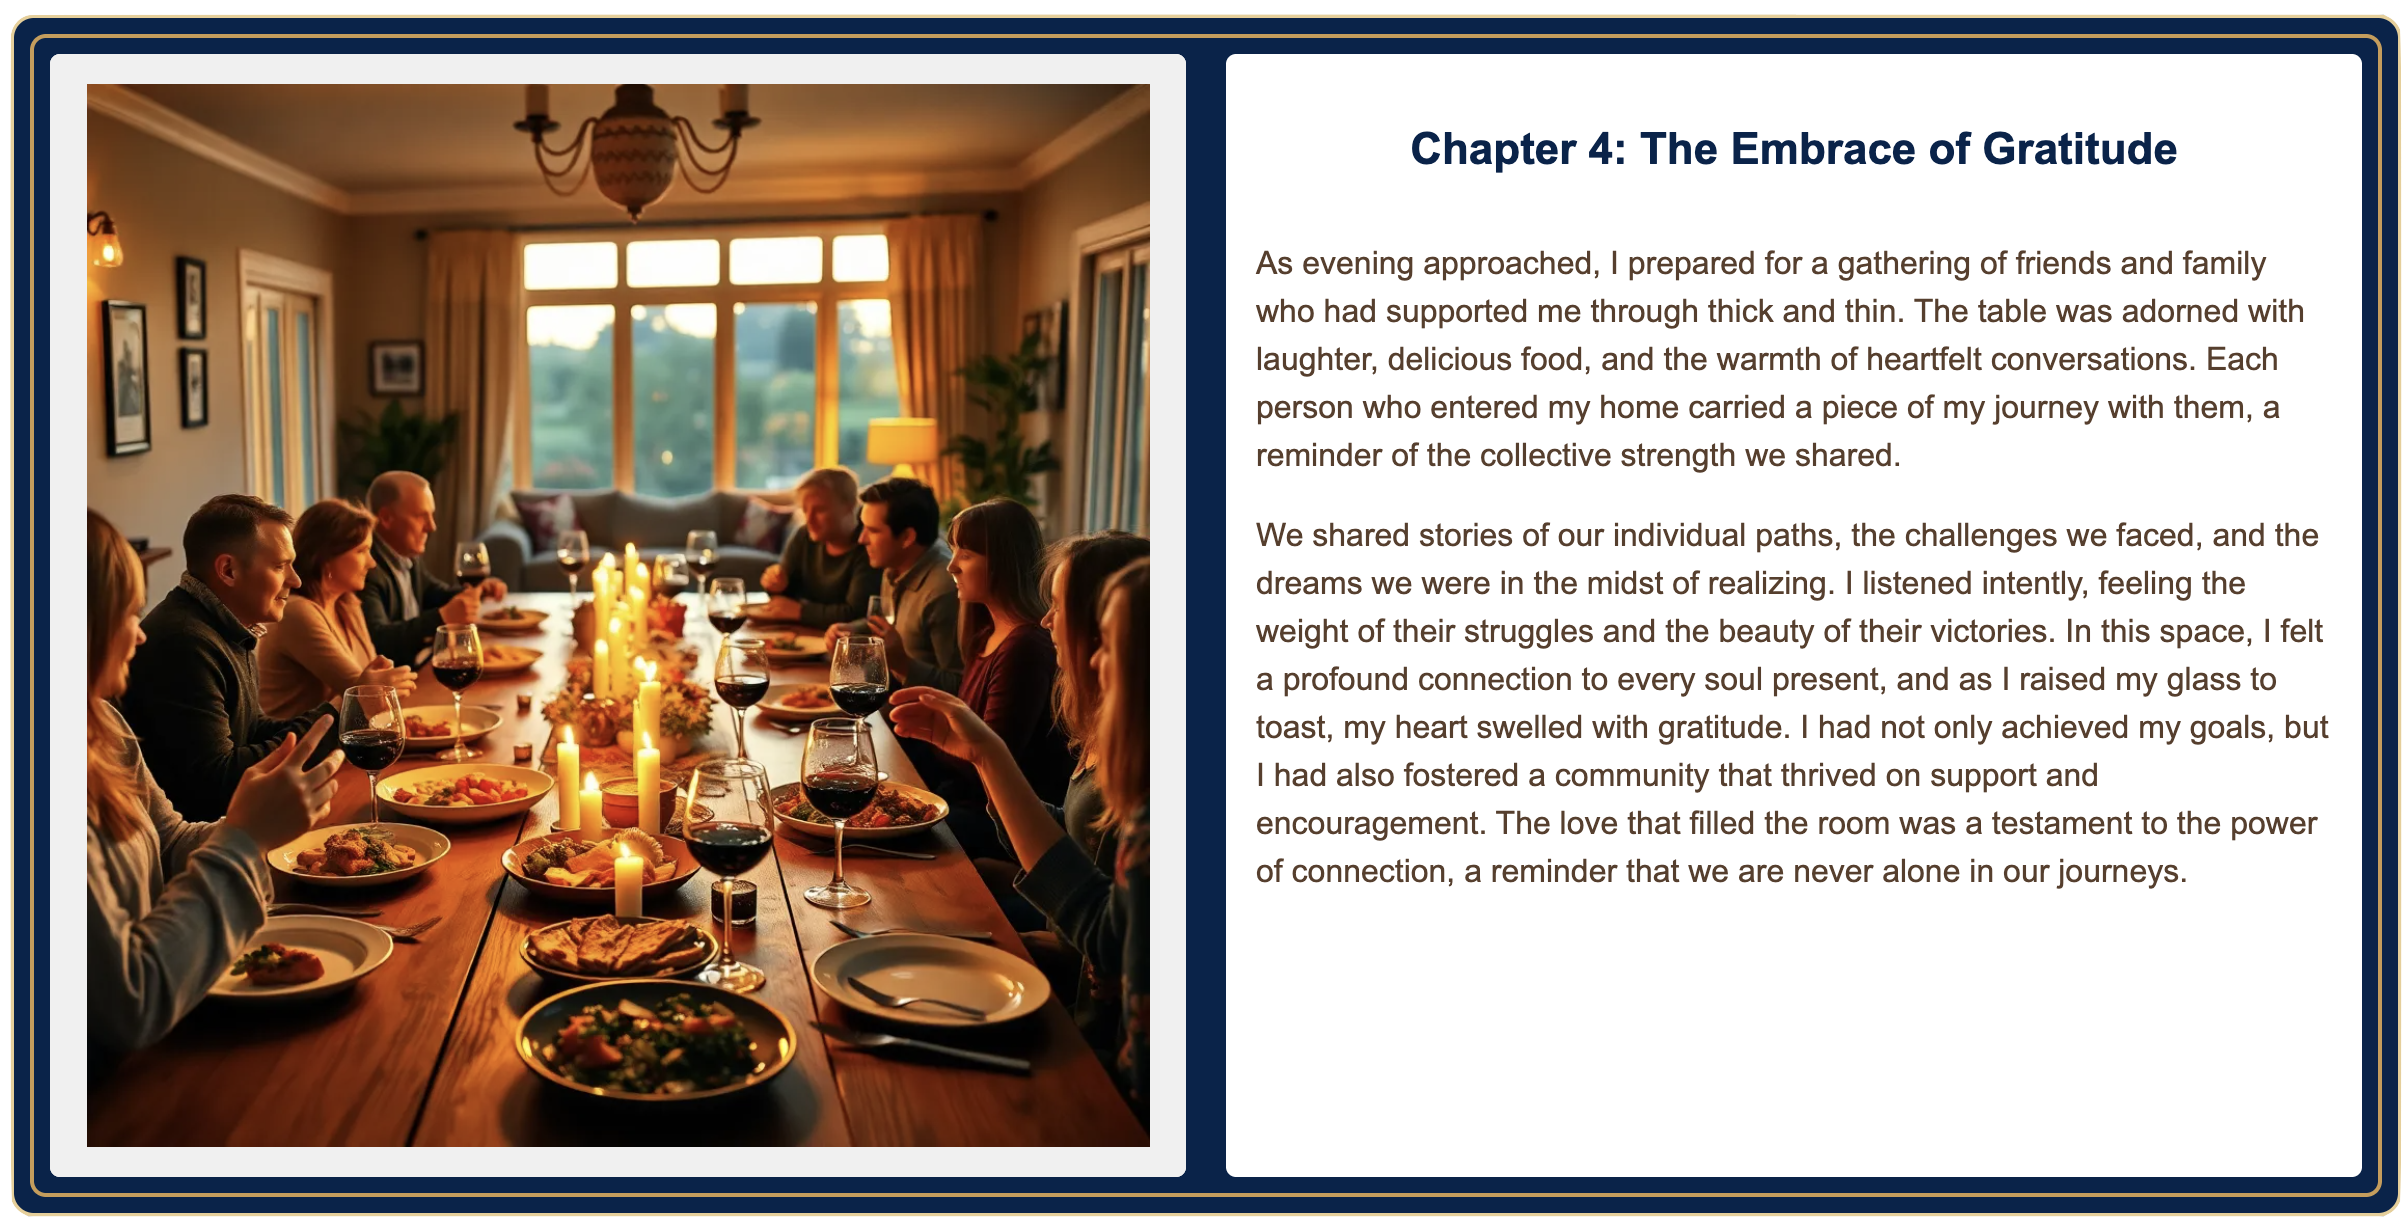 Chapter 4: The Embrace of Gratitude
As evening approached, I prepared for a gathering of friends and family
who had supported me through thick and thin. The table was adorned with
laughter, delicious food, and the warmth of heartfelt conversations. Each
person who entered my home carried a piece of my journey with them, a
reminder of the collective strength we shared.
We shared stories of our individual paths, the challenges we faced, and the
dreams we were in the midst of realizing. I listened intently, feeling the
weight of their struggles and the beauty of their victories. In this space, I felt
a profound connection to every soul present, and as I raised my glass to
toast, my heart swelled with gratitude. I had not only achieved my goals, but
I had also fostered a community that thrived on support and
encouragement. The love that filled the room was a testament to the power
of connection, a reminder that we are never alone in our journeys.